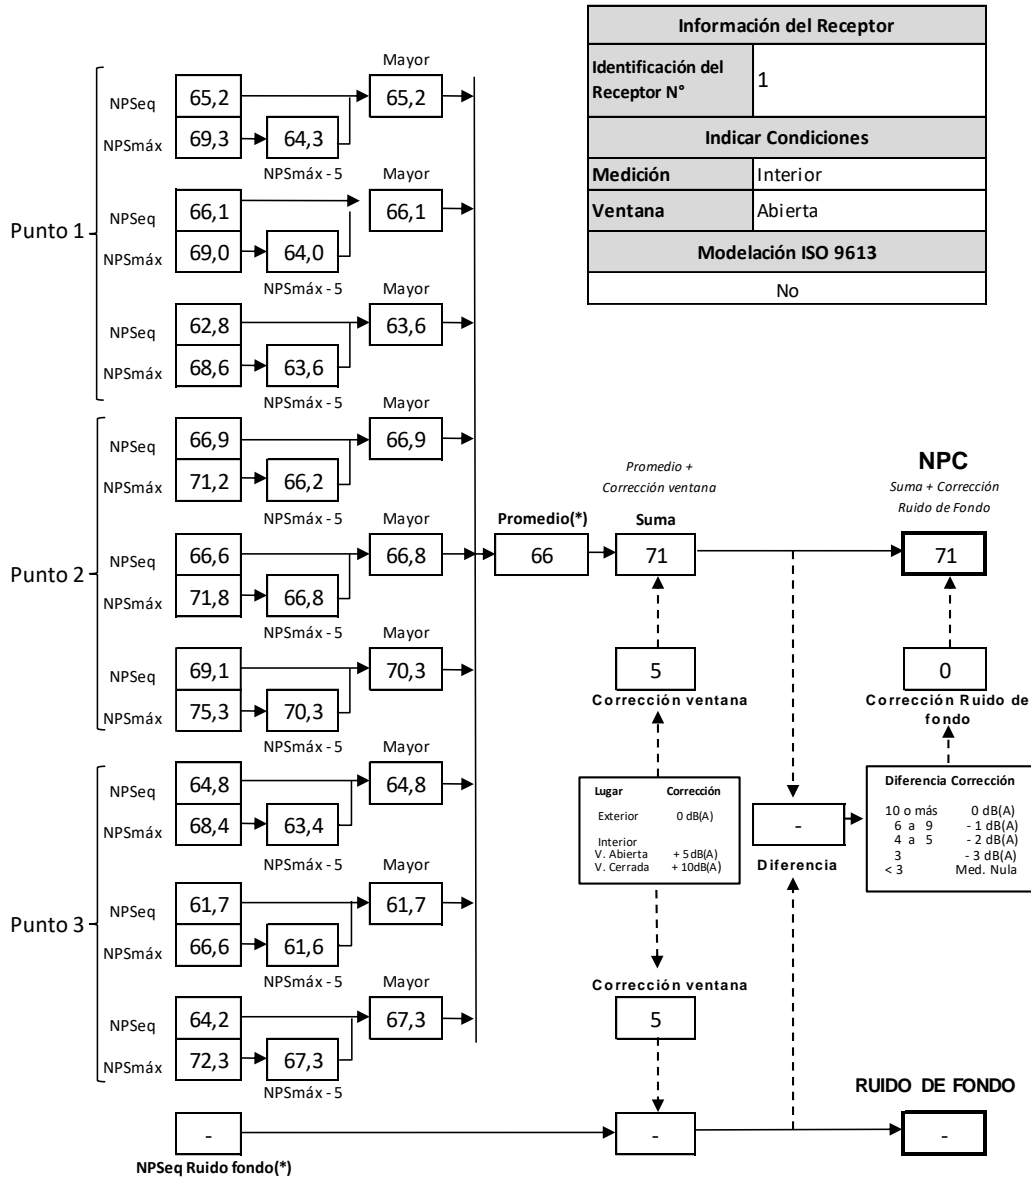 Información del Receptor
Identificación del
Receptor N°
1
Indicar Condiciones
Medición
Interior
Ventana
Abierta
Modelación ISO 9613
No
Punto 1
Mayor
NPSeq
65,2
65,2
NPSmáx
69,3
64,3
NPSmáx - 5
Mayor
NPSeq
66,1
66,1
NPSmáx
69,0
64,0
NPSmáx - 5
Mayor
NPSeq
62,8
63,6
NPSmáx
68,6
63,6
NPSmáx - 5
Punto 2
Mayor
NPSeq
66,9
66,9
NPSmáx
71,2
66,2
NPSmáx - 5
Mayor
NPSeq
66,6
66,8
NPSmáx
71,8
66,8
NPSmáx - 5
Mayor
NPSeq
69,1
70,3
NPSmáx
75,3
70,3
NPSmáx - 5
Punto 3
Mayor
NPSeq
64,8
64,8
NPSmáx
68,4
63,4
NPSmáx - 5
Mayor
NPSeq
61,7
61,7
NPSmáx
66,6
61,6
NPSmáx - 5
Mayor
NPSeq
64,2
67,3
NPSmáx
72,3
67,3
NPSmáx - 5
-
NPSeq Ruido fondo(*)
Promedio(*)
66
Promedio +
Corrección ventana
Suma
71
5
Corrección ventana
Lugar Corrección
Exterior 0 dB(A)
Interior
V. Abierta + 5dB(A)
V. Cerrada + 10dB(A)
Corrección ventana
5
-
-
Diferencia
NPC
Suma + Corrección
Ruido de Fondo
71
0
Corrección Ruido de
fondo
Diferencia Corrección
10 o más 0 dB(A)
6 a 9 - 1 dB(A)
4 a 5 - 2 dB(A)
3 - 3 dB(A)
< 3 Med. Nula
RUIDO DE FONDO
-